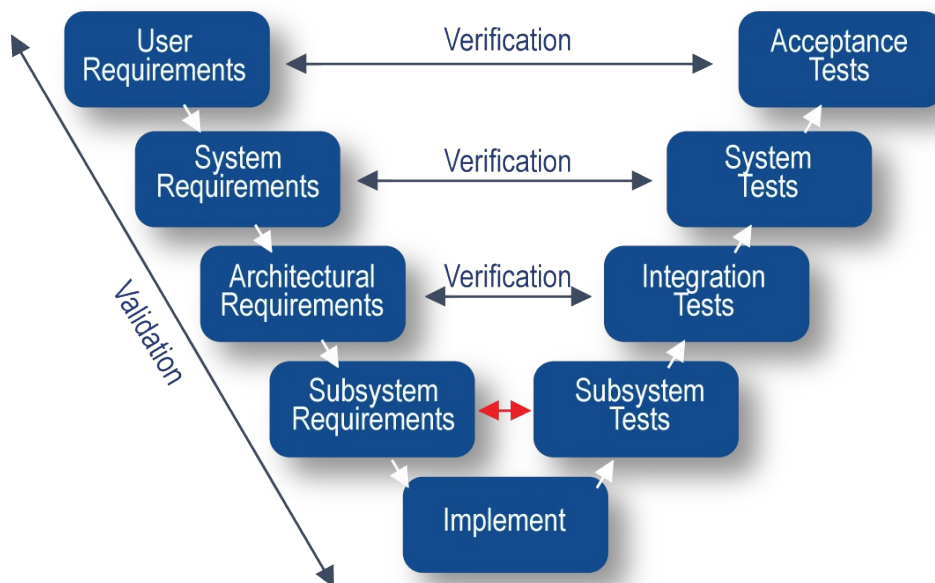 User
Requirements
Verification
Acceptance
Tests
System
Requirements
Verification
System
Tests
Architectural
Requirements
Verification
Integration
Tests
Validation
Subsystem
Requirements
Subsystem
Tests
Implement